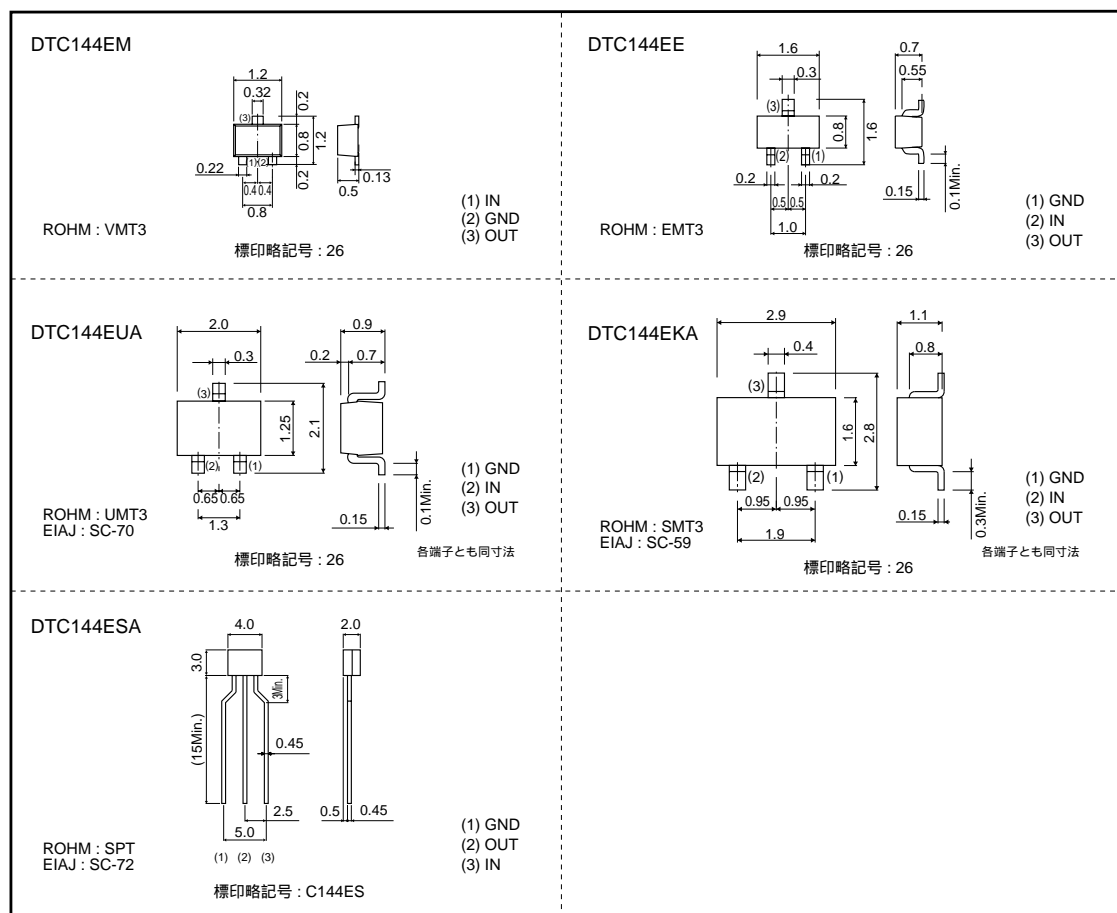 DTC144EM
1.2
0.32
0.2
(3)
0.8
1.2
(1) (2)
0.22
0.2
0.4 0.4
0.8
0.5
0.13
(1) IN
(2) GND
(3) OUT
ROHM : VMT3
標印略記号 : 26
DTC144EE
1.6
0.3
0.7
0.55
(3)
0.8
1.6
(2) (1)
0.2
0.2
0.5 0.5
1.0
0.15
0.1Min.
(1) GND
(2) IN
(3) OUT
ROHM : EMT3
標印略記号 : 26
DTC144EUA
2.0
0.3
0.9
0.2 0.7
(3)
1.25
2.1
(2) (1)
0.65 0.65
1.3
0.15
0.1Min.
(1) GND
(2) IN
(3) OUT
ROHM : UMT3
EIAJ : SC-70
各端子とも同寸法
標印略記号 : 26
DTC144EKA
2.9
0.4
1.1
0.8
(3)
1.6
2.8
(2) (1)
0.95 0.95
1.9
0.15
0.3Min.
(1) GND
(2) IN
(3) OUT
ROHM : SMT3
EIAJ : SC-59
各端子とも同寸法
標印略記号 : 26
DTC144ESA
4.0
2.0
3.0
3Min.
(15Min.)
0.45
2.5
5.0
0.5 0.45
(1) (2) (3)
(1) GND
(2) OUT
(3) IN
ROHM : SPT
EIAJ : SC-72
標印略記号 : C144ES